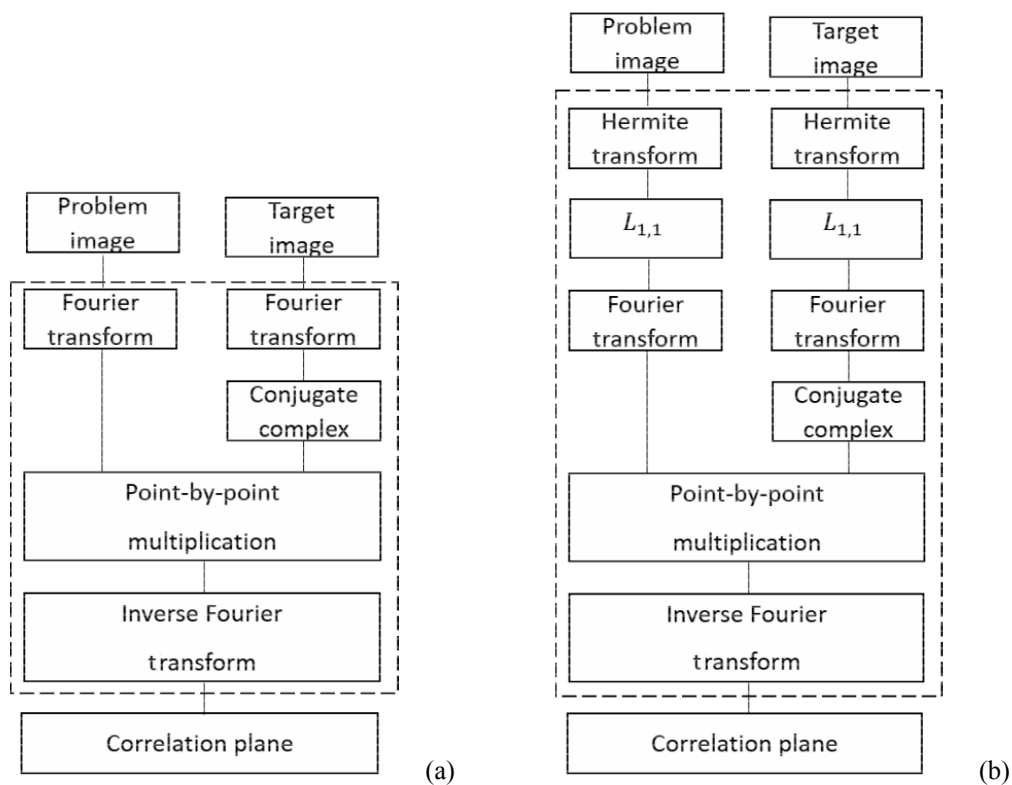 Problem
image
Target
image
Fourier
transform
Fourier
transform
Conjugate
complex
Point-by-point
multiplication
Inverse Fourier
transform
Correlation plane
(a)
Problem
image
Target
image
Hermite
transform
Hermite
transform
L1,1
L1,1
Fourier
transform
Fourier
transform
Conjugate
complex
Point-by-point
multiplication
Inverse Fourier
transform
Correlation plane
(b)